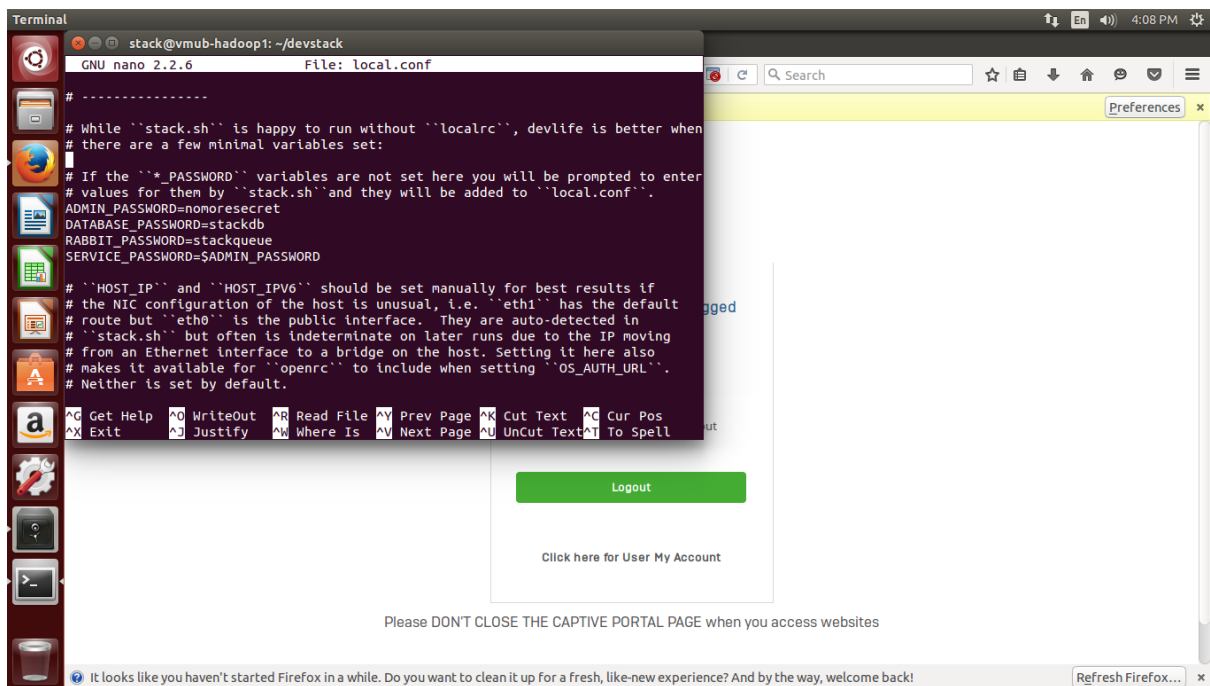 Terminal
En
4:08 PM
stack@vmub-hadoop1: ~/devstack
GNU nano 2.2.6 File: local.conf
# ----------------
# While ``stack.sh`` is happy to run without ``localrc``, devlife is better when
# there are a few minimal variables set:
# If the ``*_PASSWORD`` variables are not set here you will be prompted to enter
# values for them by ``stack.sh``and they will be added to ``local.conf``.
ADMIN_PASSWORD=nomoresecret
DATABASE_PASSWORD=stackdb
RABBIT_PASSWORD=stackqueue
SERVICE_PASSWORD=$ADMIN_PASSWORD
# ``HOST_IP`` and ``HOST_IPV6`` should be set manually for best results if
# the NIC configuration of the host is unusual, i.e. ``eth1`` has the default
# route but ``eth0`` is the public interface.  They are auto-detected in
# ``stack.sh`` but often is indeterminate on later runs due to the IP moving
# from an Ethernet interface to a bridge on the host. Setting it here also
# makes it available for ``openrc`` to include when setting ``OS_AUTH_URL``.
# Neither is set by default.
^G Get Help ^O WriteOut ^R Read File ^Y Prev Page ^K Cut Text ^C Cur Pos
^X Exit ^J Justify ^W Where Is ^V Next Page ^U UnCut Text ^T To Spell
Search
Preferences
gged
out
Logout
Click here for User My Account
Please DON'T CLOSE THE CAPTIVE PORTAL PAGE when you access websites
It looks like you haven't started Firefox in a while. Do you want to clean it up for a fresh, like-new experience? And by the way, welcome back!
Refresh Firefox...